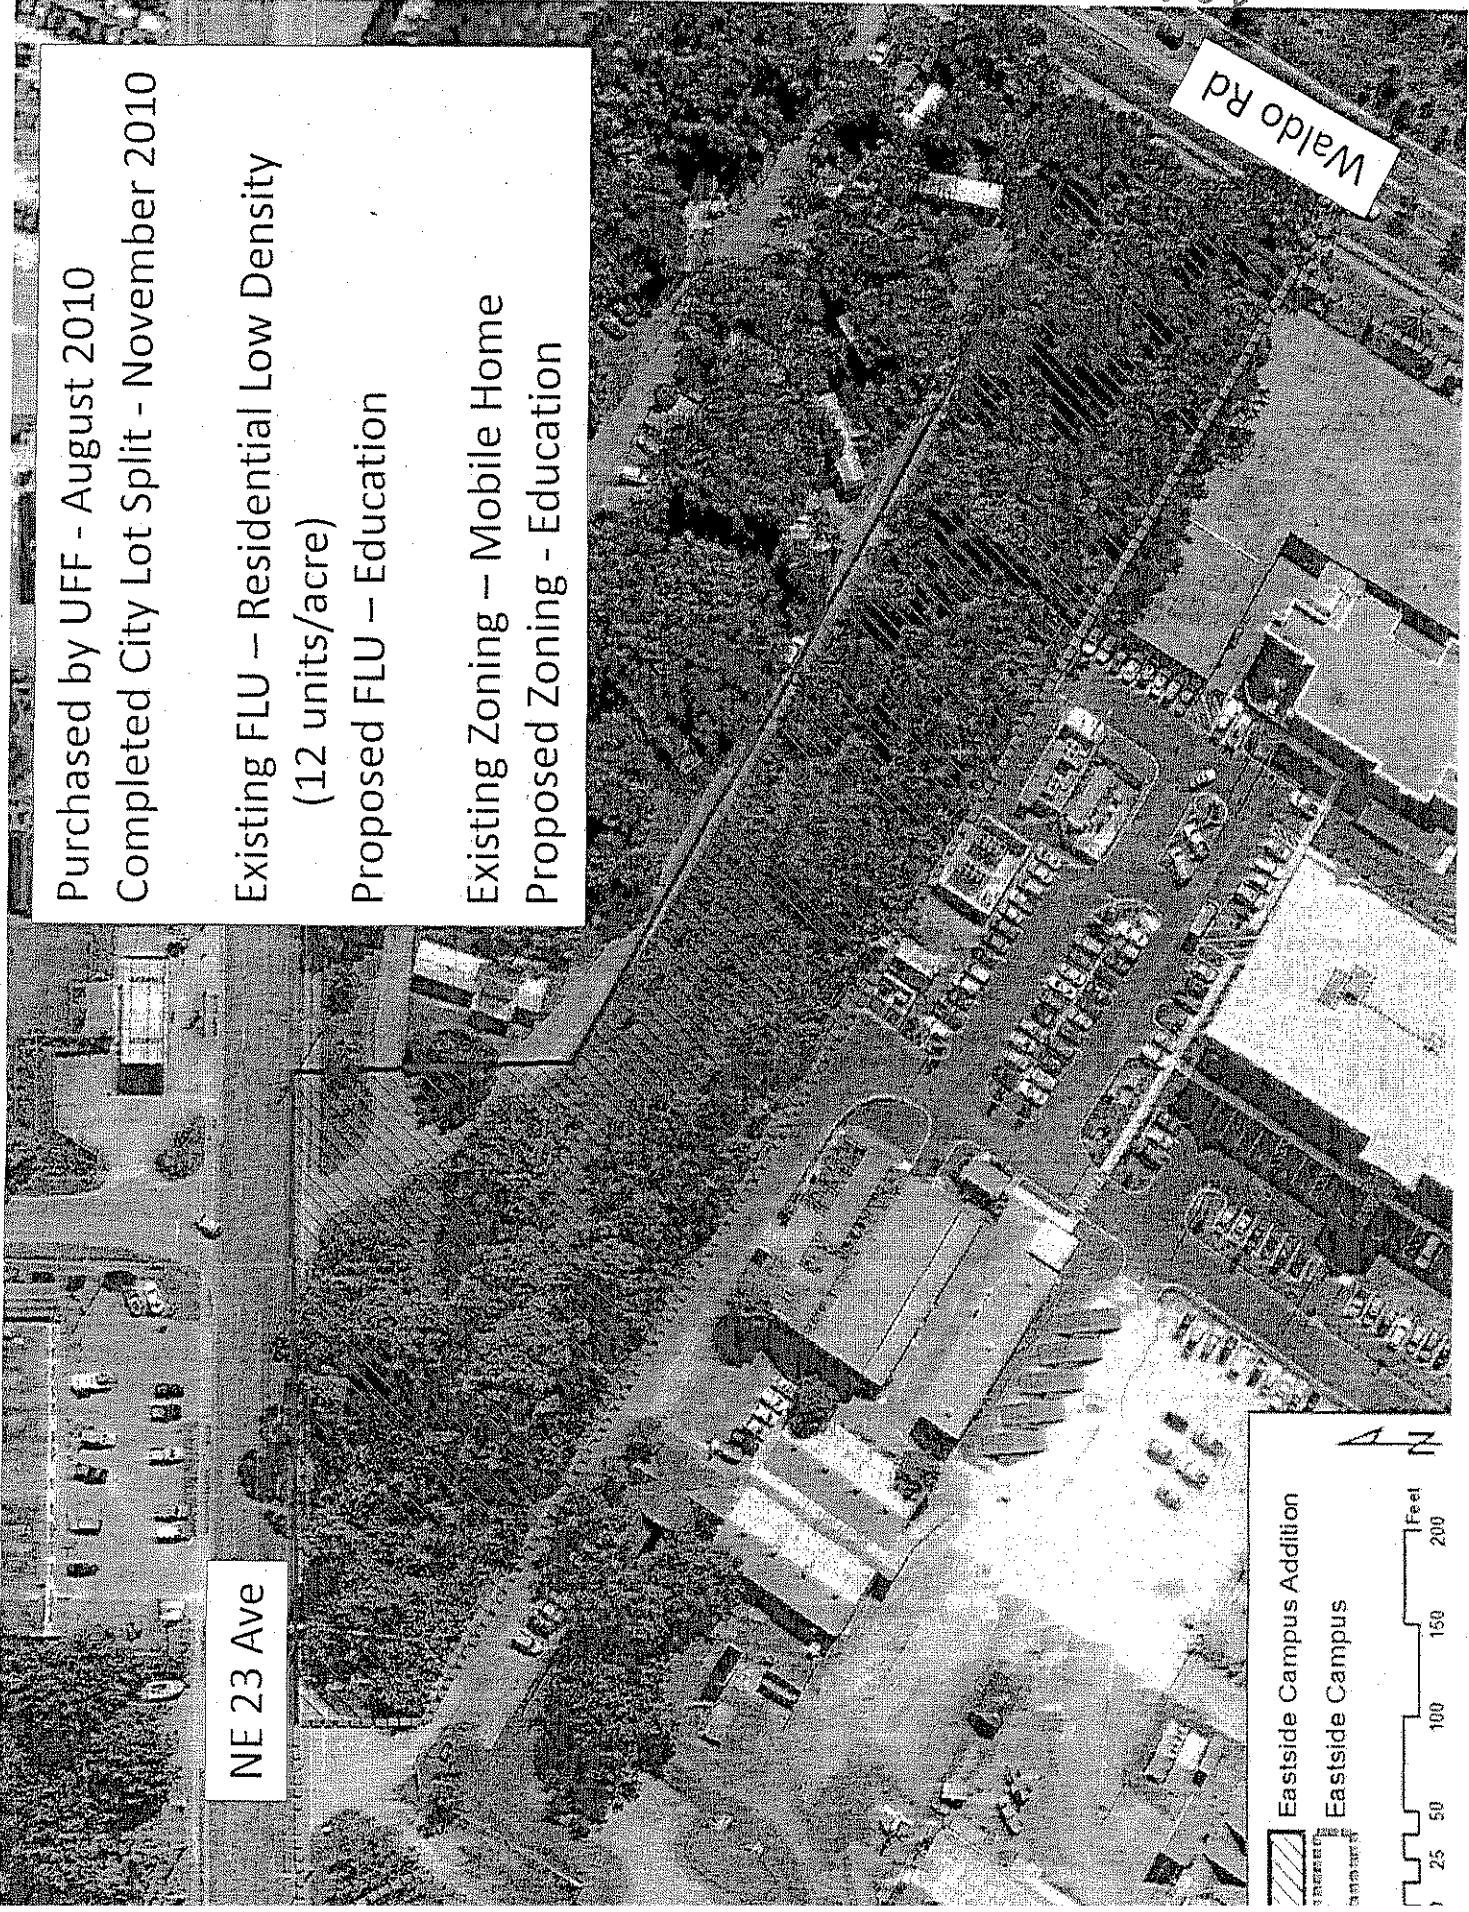 Purchased by UFF - August 2010
Completed City Lot Split - November 2010
Existing FLU – Residential Low Density
(12 units/acre)
Proposed FLU – Education
Existing Zoning – Mobile Home
Proposed Zoning - Education
NE 23 Ave
Waldo Rd
Eastside Campus Addition
Eastside Campus
25 50 100 150 200
Feet
N